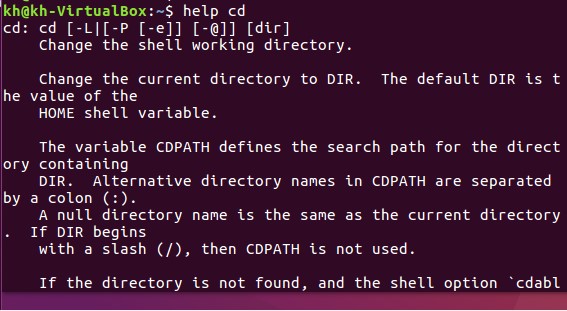 kh@kh-VirtualBox:~$ help cd
cd: cd [-L|[-P [-e]] [-@]] [dir]
    Change the shell working directory.

    Change the current directory to DIR.  The default DIR is t
he value of the
    HOME shell variable.

    The variable CDPATH defines the search path for the direct
ory containing
    DIR.  Alternative directory names in CDPATH are separated
by a colon (:).
    A null directory name is the same as the current directory
.  If DIR begins
    with a slash (/), then CDPATH is not used.

    If the directory is not found, and the shell option `cdabl